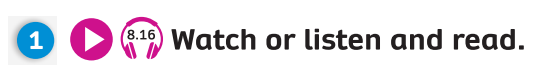 1 8.16 Watch or listen and read.